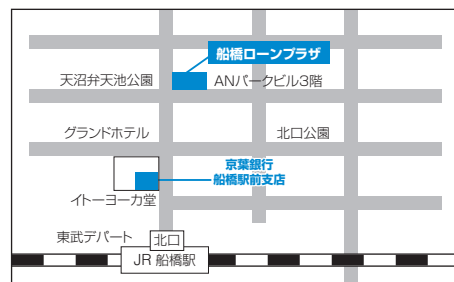 船橋ローンプラザ
天沼弁天池公園
ANパークビル3階
グランドホテル
北口公園
京葉銀行
船橋駅前支店
イトーヨーカ堂
東武デパート
北口
JR 船橋駅